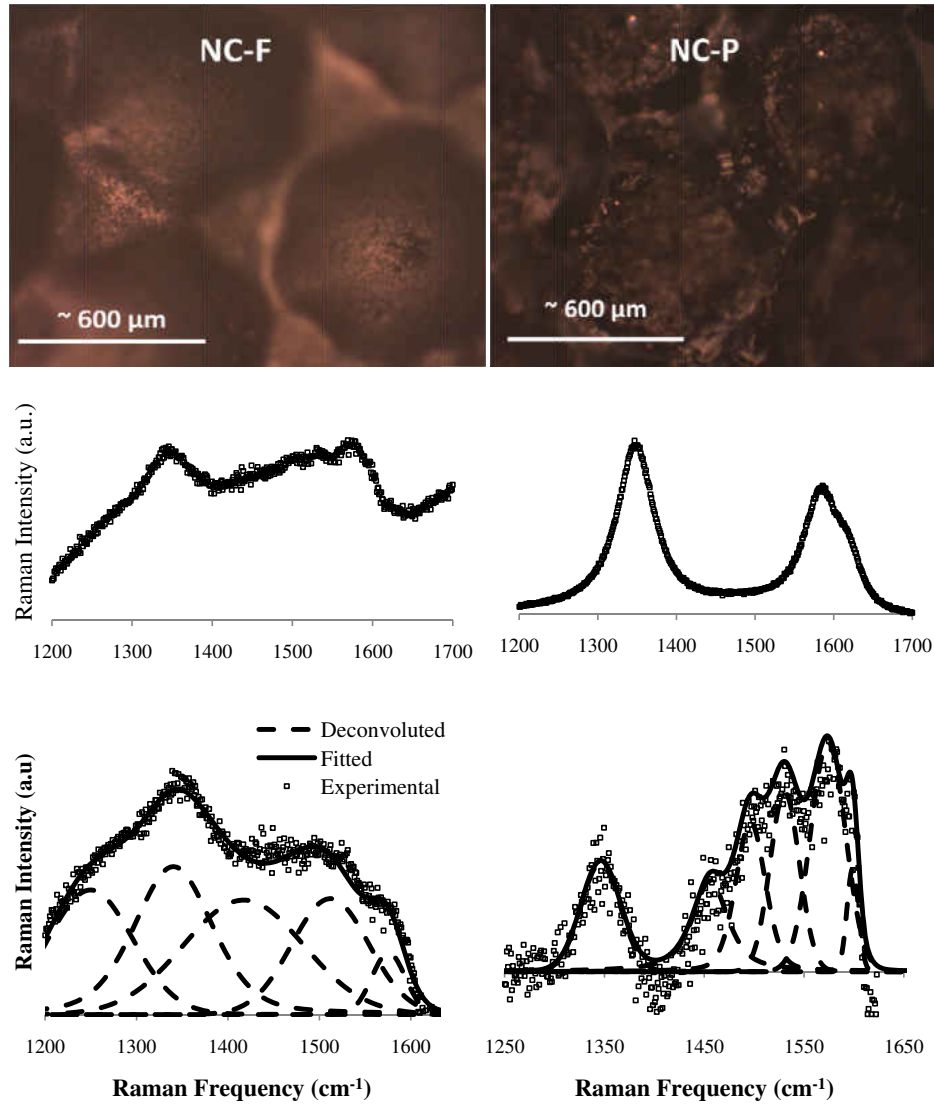 NC-F
NC-P
~ 600 µm
~ 600 µm
Raman Intensity (a.u.)
1200 1300 1400 1500 1600 1700
1200 1300 1400 1500 1600 1700
Deconvoluted
Fitted
Experimental
Raman Intensity (a.u)
1200 1300 1400 1500 1600
1250 1350 1450 1550 1650
Raman Frequency (cm-1)
Raman Frequency (cm-1)